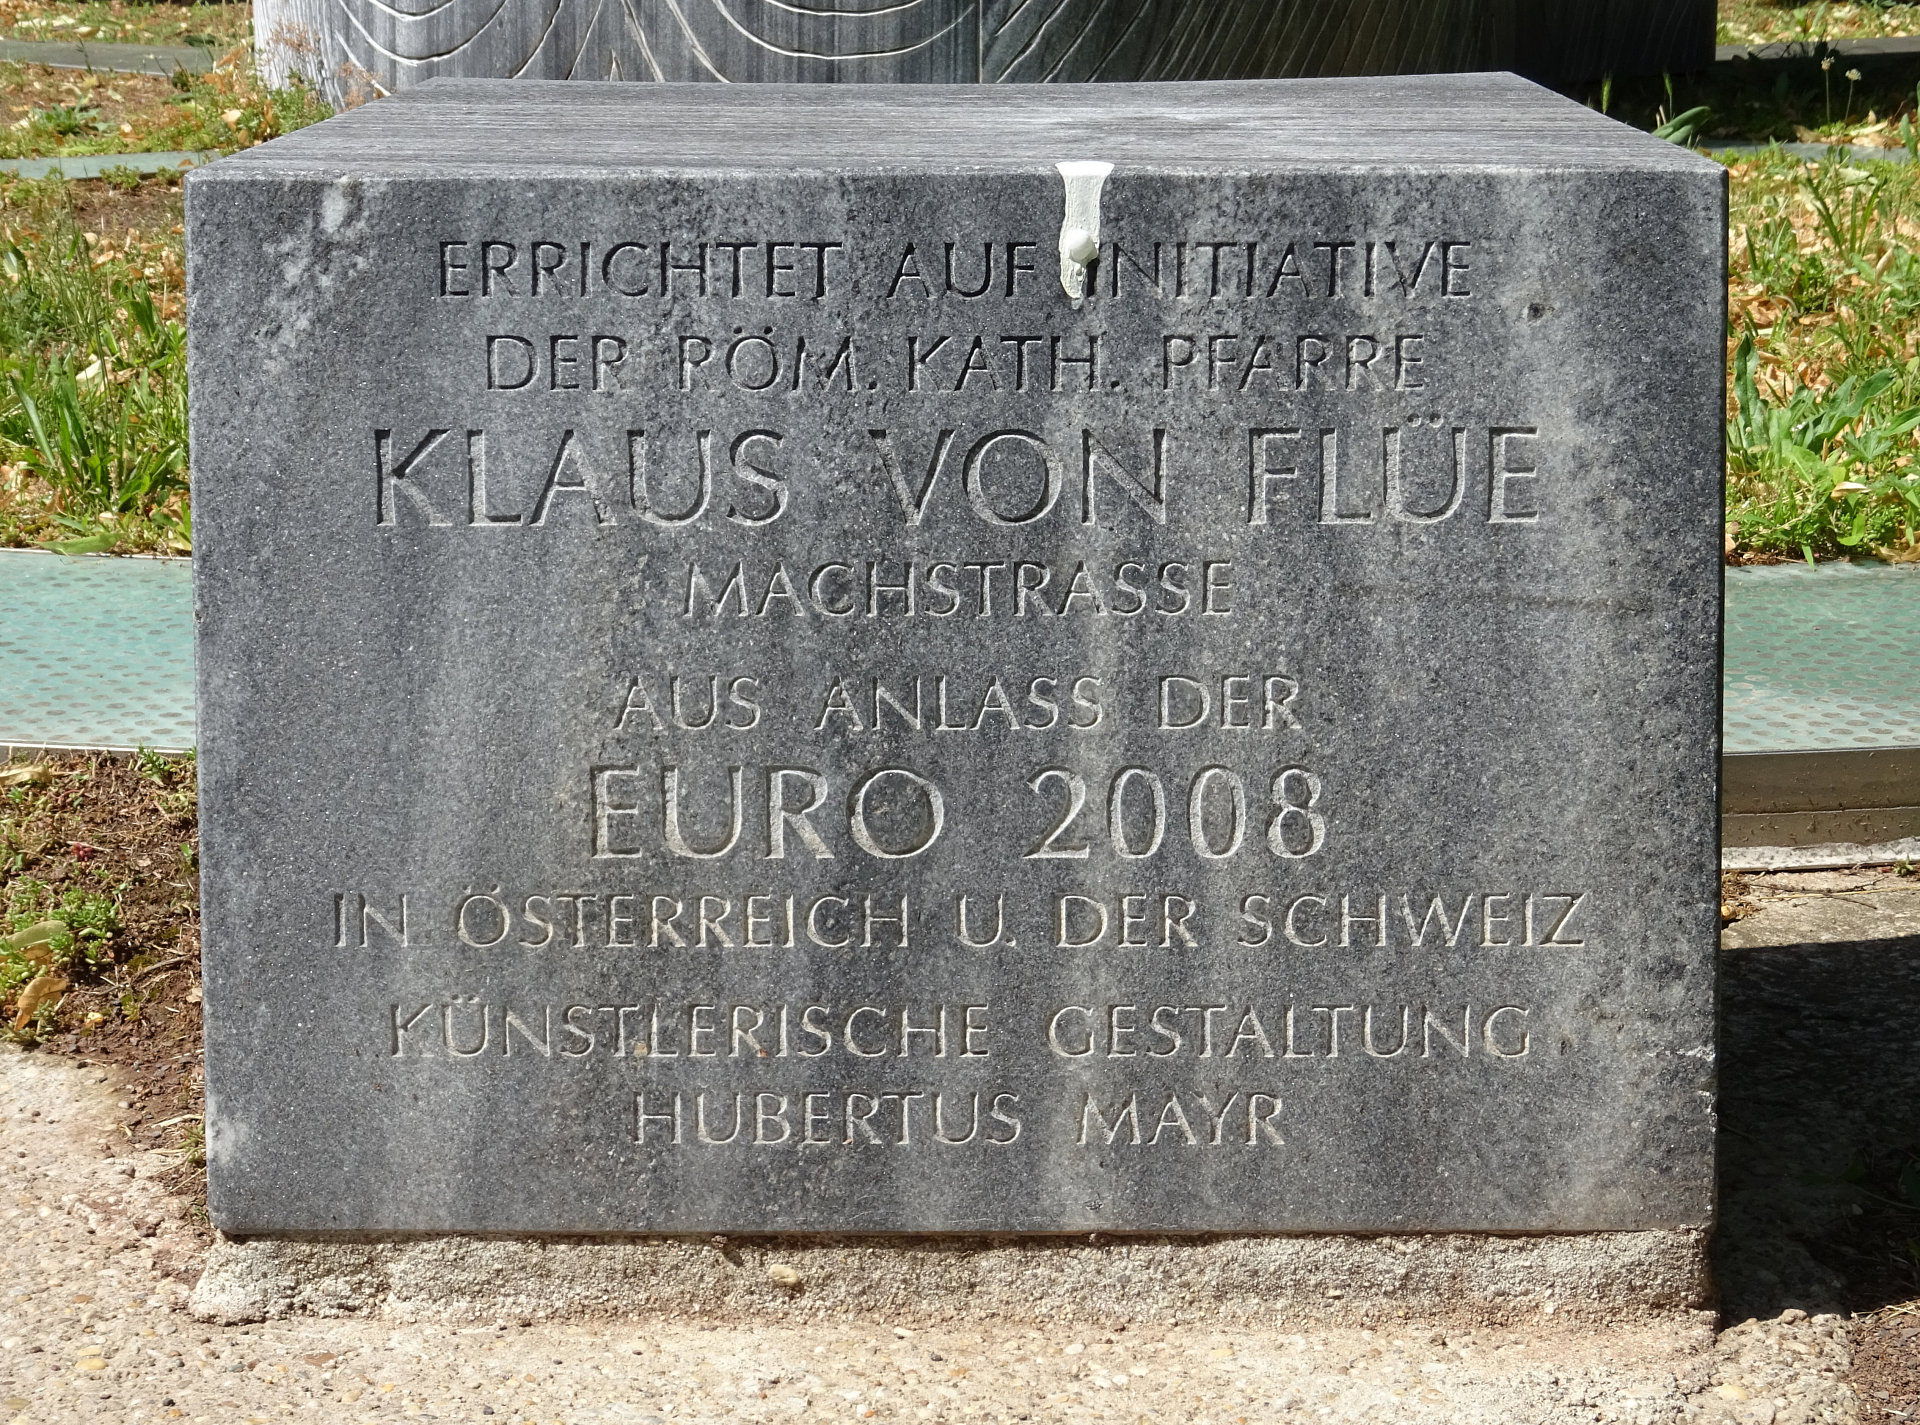 ERRICHTET AUF INITIATIVE
DER RÖM. KATH. PFARRE
KLAUS VON FLÜE
MACHSTRASSE
AUS ANLASS DER
EURO 2008
IN ÖSTERREICH U. DER SCHWEIZ
KÜNSTLERISCHE GESTALTUNG
HUBERTUS MAYR